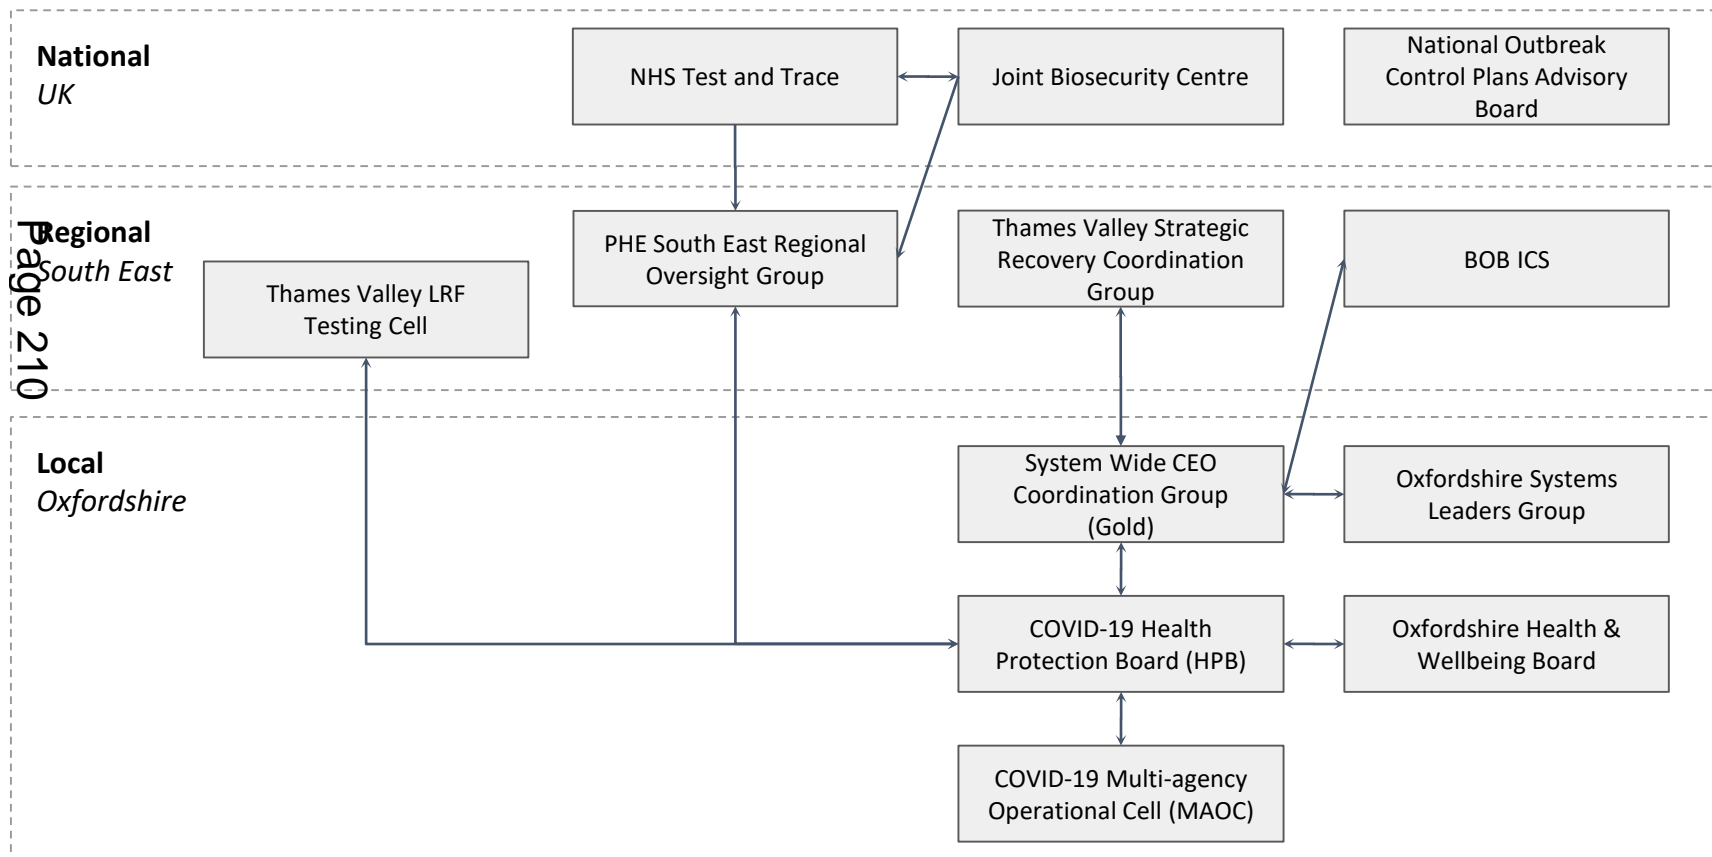 National
UK
NHS Test and Trace
Joint Biosecurity Centre
National Outbreak
Control Plans Advisory
Board
Regional
South East
Page 210
Thames Valley LRF
Testing Cell
PHE South East Regional
Oversight Group
Thames Valley Strategic
Recovery Coordination
Group
BOB ICS
Local
Oxfordshire
System Wide CEO
Coordination Group
(Gold)
Oxfordshire Systems
Leaders Group
COVID-19 Health
Protection Board (HPB)
Oxfordshire Health &
Wellbeing Board
COVID-19 Multi-agency
Operational Cell (MAOC)